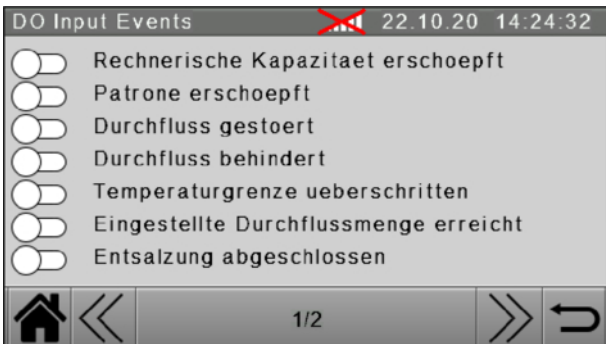 DO Input Events 22.10.20 14:24:32
Rechnerische Kapazitaet erschoepft
Patrone erschoepft
Durchfluss gestoert
Durchfluss behindert
Temperaturgrenze ueberschritten
Eingestellte Durchflussmenge erreicht
Entsalzung abgeschlossen
1/2